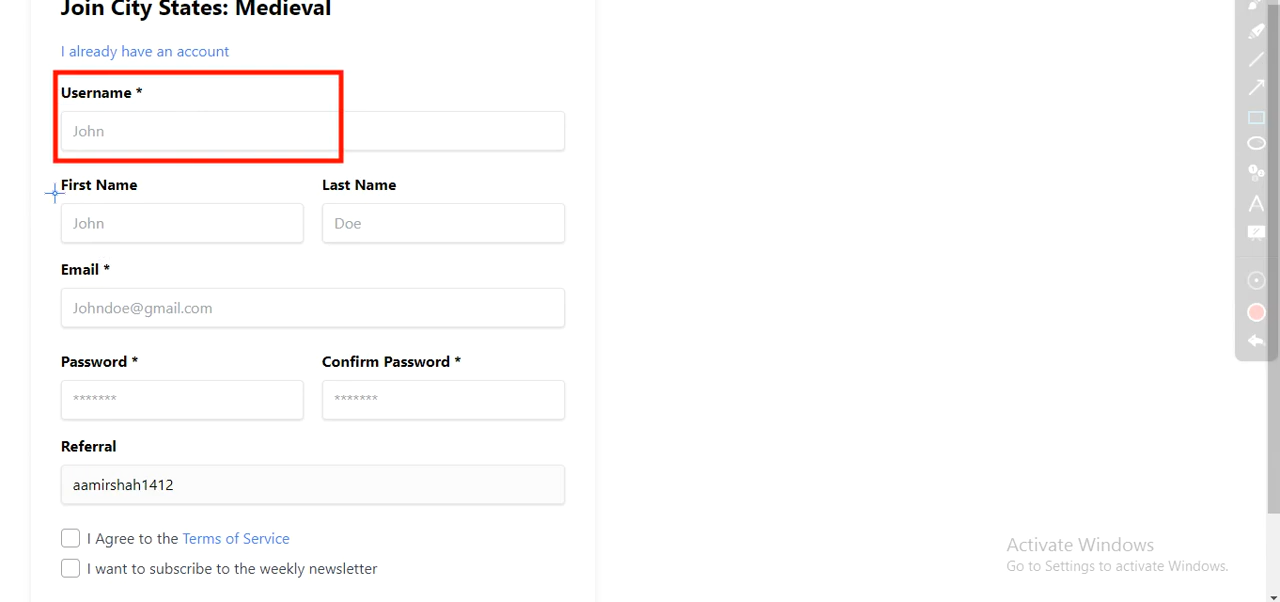 Join City States: Medieval
I already have an account
Username *
John
First Name Last Name
John Doe
Email *
Johndoe@gmail.com
Password * Confirm Password *
******* *******
Referral
aamirshah1412
I Agree to the Terms of Service
I want to subscribe to the weekly newsletter
Activate Windows
Go to Settings to activate Windows.